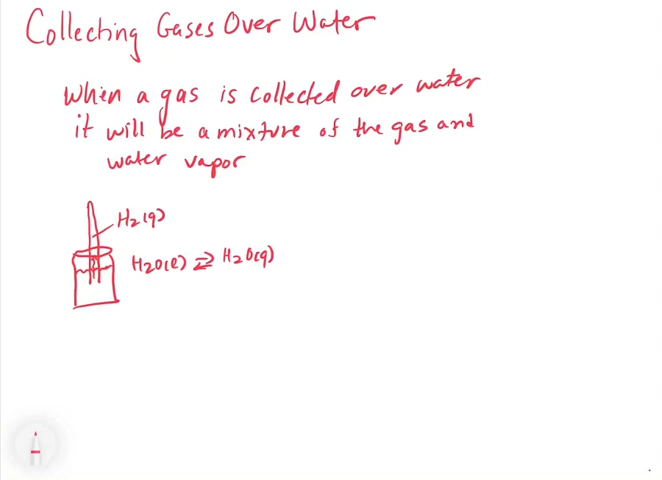 Collecting Gases Over Water
When a gas is collected over water
it will be a mixture of the gas and
water vapor
H2(g)
H2O(l) ⇄ H2O(g)